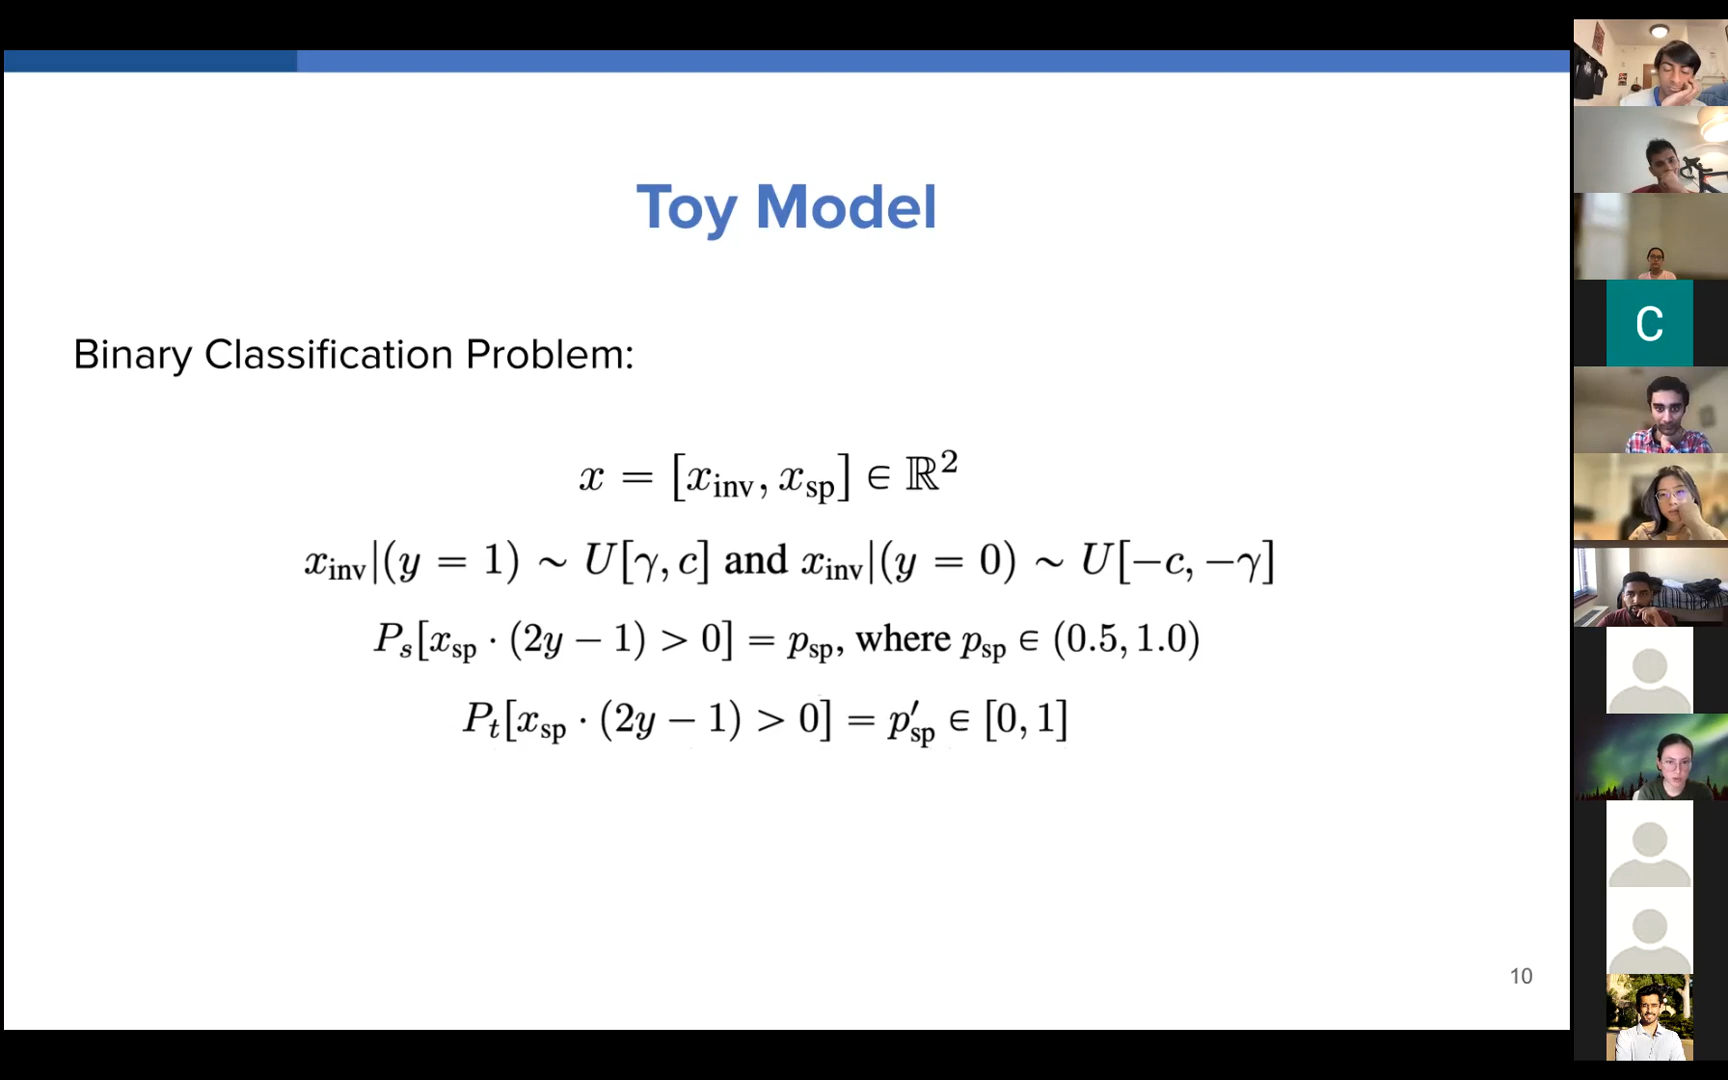 Toy Model
Binary Classification Problem:
x = [x_inv, x_sp] ∈ ℝ²
x_inv|(y = 1) ∼ U[γ, c] and x_inv|(y = 0) ∼ U[−c, −γ]
P_s[x_sp · (2y − 1) > 0] = p_sp, where p_sp ∈ (0.5, 1.0)
P_t[x_sp · (2y − 1) > 0] = p′_sp ∈ [0, 1]
10
C